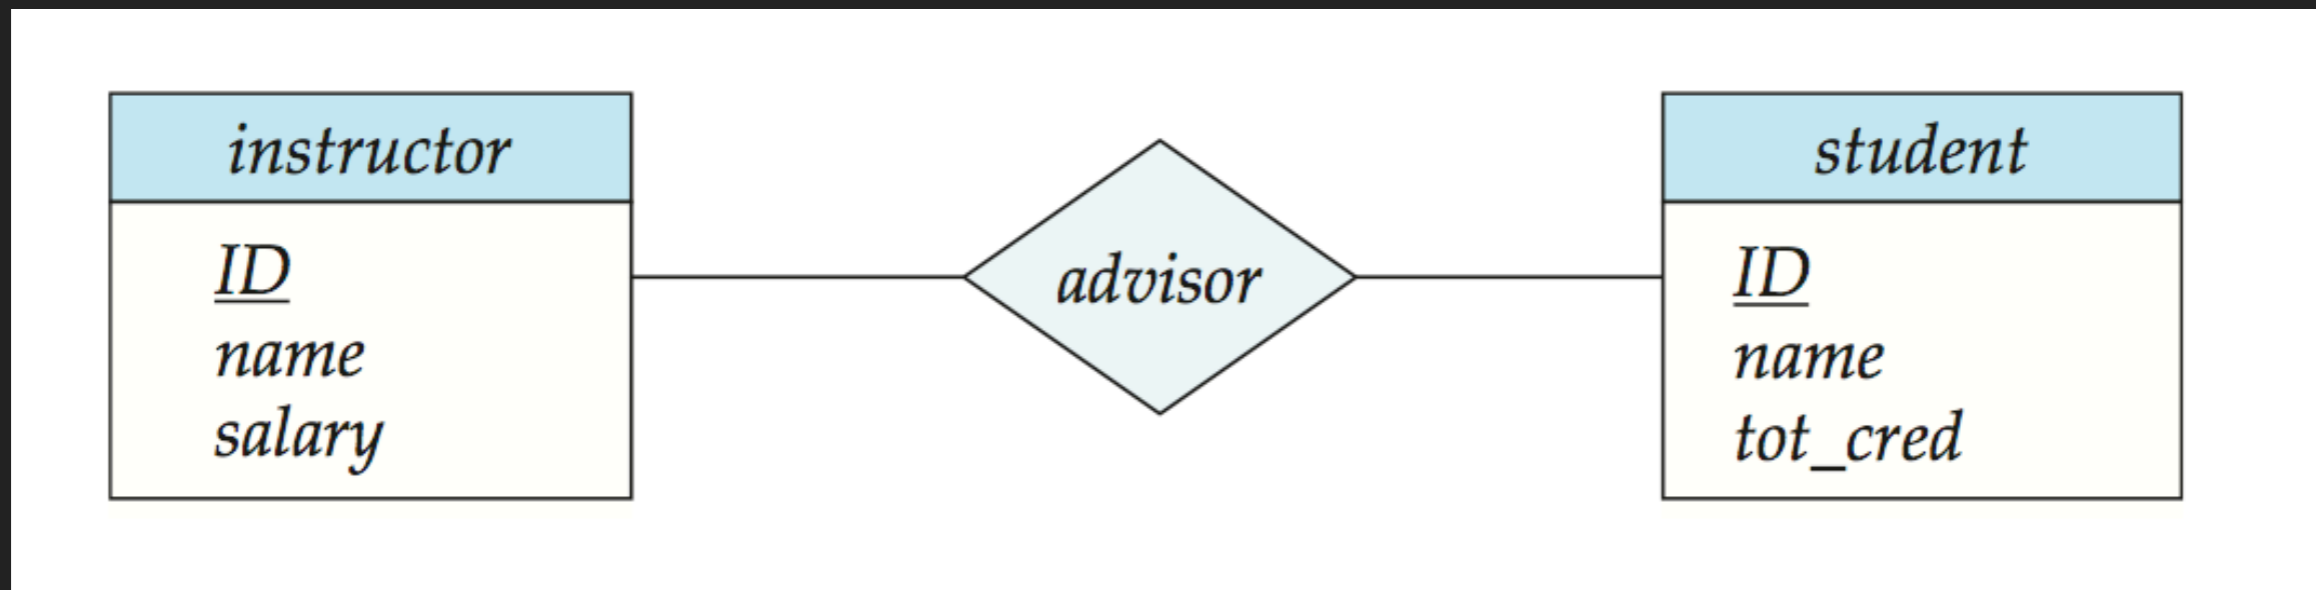 instructor
ID
name
salary
advisor
student
ID
name
tot_cred